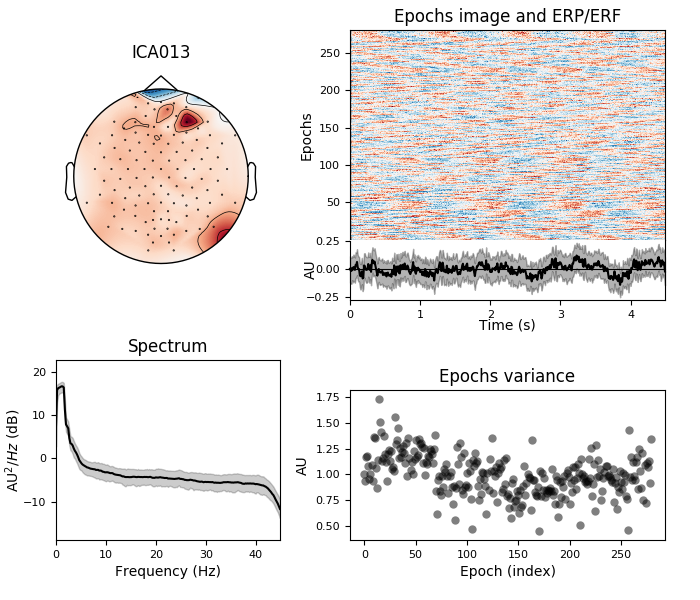 ICA013
Epochs image and ERP/ERF
Epochs
250
200
150
100
50
AU
0.25
0.00
−0.25
0 1 2 3 4
Time (s)
Spectrum
AU²/Hz (dB)
20
10
0
−10
0 10 20 30 40
Frequency (Hz)
Epochs variance
AU
1.75
1.50
1.25
1.00
0.75
0.50
0 50 100 150 200 250
Epoch (index)